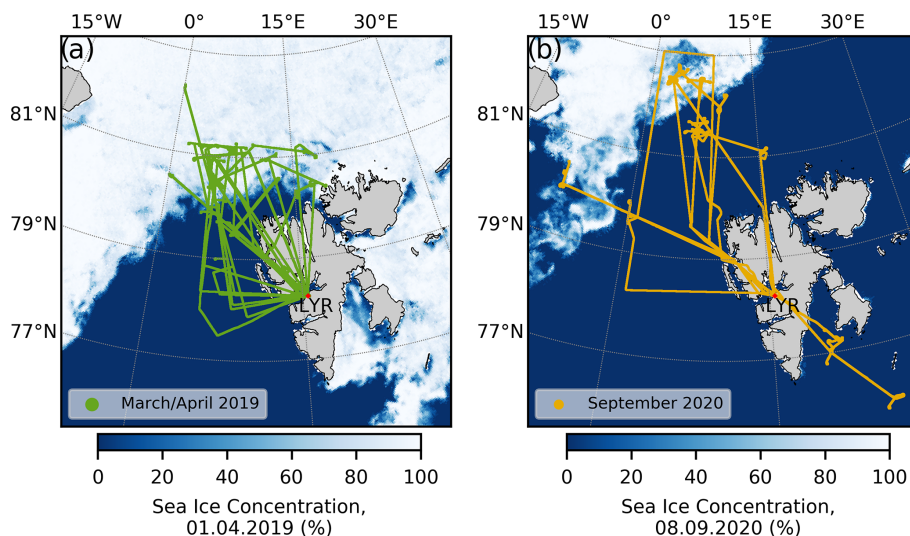 15°W 0° 15°E 30°E 15°W 0° 15°E 30°E
(a) (b)
81°N 81°N
79°N 79°N
77°N 77°N
LYR LYR
March/April 2019 September 2020
0 20 40 60 80 100 0 20 40 60 80 100
Sea Ice Concentration, Sea Ice Concentration,
01.04.2019 (%) 08.09.2020 (%)